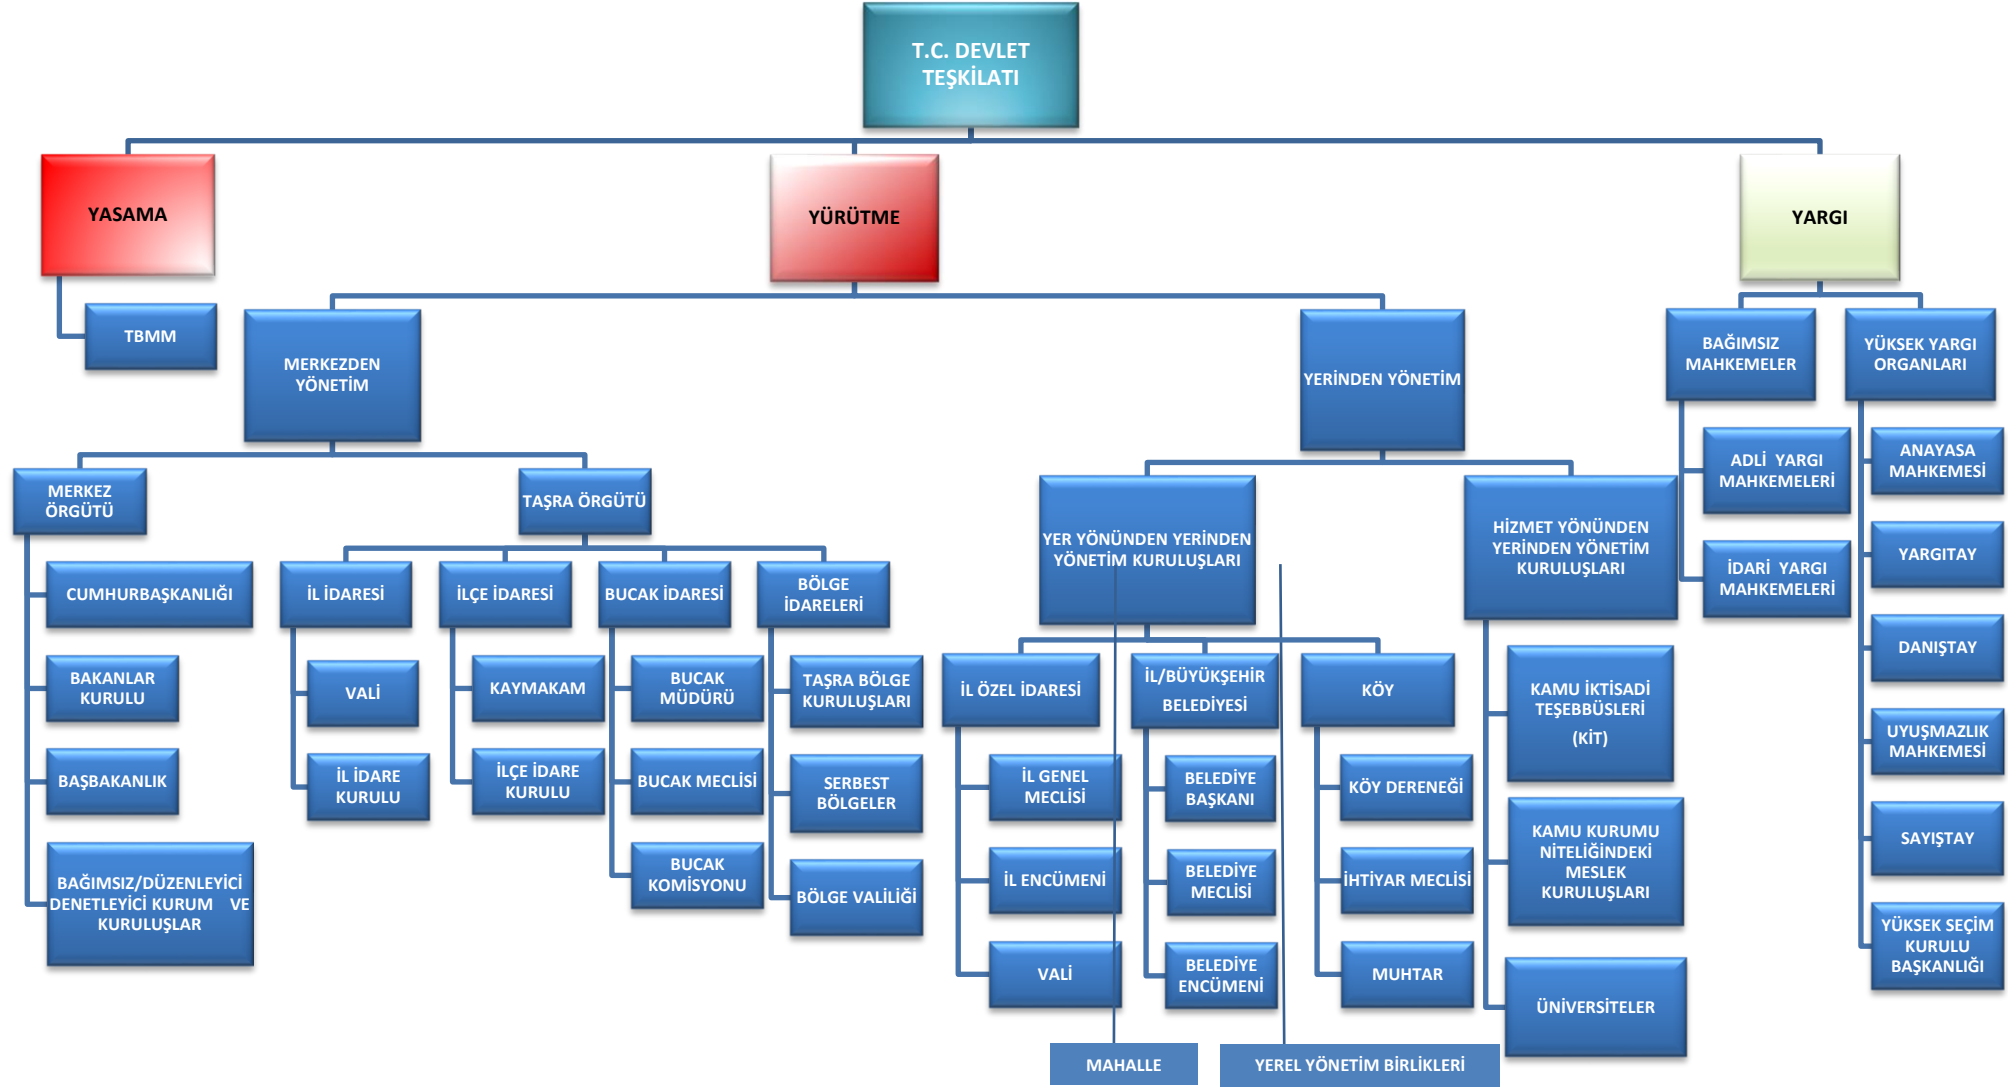 T.C. DEVLET
TEŞKİLATI
YASAMA
YÜRÜTME
YARGI
TBMM
MERKEZDEN
YÖNETİM
YERİNDEN YÖNETİM
BAĞIMSIZ
MAHKEMELER
YÜKSEK YARGI
ORGANLARI
MERKEZ
ÖRGÜTÜ
TAŞRA ÖRGÜTÜ
YER YÖNÜNDEN YERİNDEN
YÖNETİM KURULUŞLARI
HİZMET YÖNÜNDEN
YERİNDEN YÖNETİM
KURULUŞLARI
ADLİ  YARGI
MAHKEMELERİ
İDARİ  YARGI
MAHKEMELERİ
ANAYASA
MAHKEMESİ
YARGITAY
DANIŞTAY
UYUŞMAZLIK
MAHKEMESİ
SAYIŞTAY
YÜKSEK SEÇİM
KURULU
BAŞKANLIĞI
CUMHURBAŞKANLIĞI
BAKANLAR
KURULU
BAŞBAKANLIK
BAĞIMSIZ/DÜZENLEYİCİ
DENETLEYİCİ KURUM    VE
KURULUŞLAR
İL İDARESİ
VALİ
İL İDARE
KURULU
İLÇE İDARESİ
KAYMAKAM
İLÇE İDARE
KURULU
BUCAK İDARESİ
BUCAK
MÜDÜRÜ
BUCAK MECLİSİ
BUCAK
KOMİSYONU
BÖLGE
İDARELERİ
TAŞRA BÖLGE
KURULUŞLARI
SERBEST
BÖLGELER
BÖLGE VALİLİĞİ
İL ÖZEL İDARESİ
İL GENEL
MECLİSİ
İL ENCÜMENİ
VALİ
İL/BÜYÜKŞEHİR
BELEDİYESİ
BELEDİYE
BAŞKANI
BELEDİYE
MECLİSİ
BELEDİYE
ENCÜMENİ
KÖY
KÖY DERENEĞİ
İHTİYAR MECLİSİ
MUHTAR
KAMU İKTİSADİ
TEŞEBBÜSLERİ
(KİT)
KAMU KURUMU
NİTELİĞİNDEKİ
MESLEK
KURULUŞLARI
ÜNİVERSİTELER
MAHALLE
YEREL YÖNETİM BİRLİKLERİ